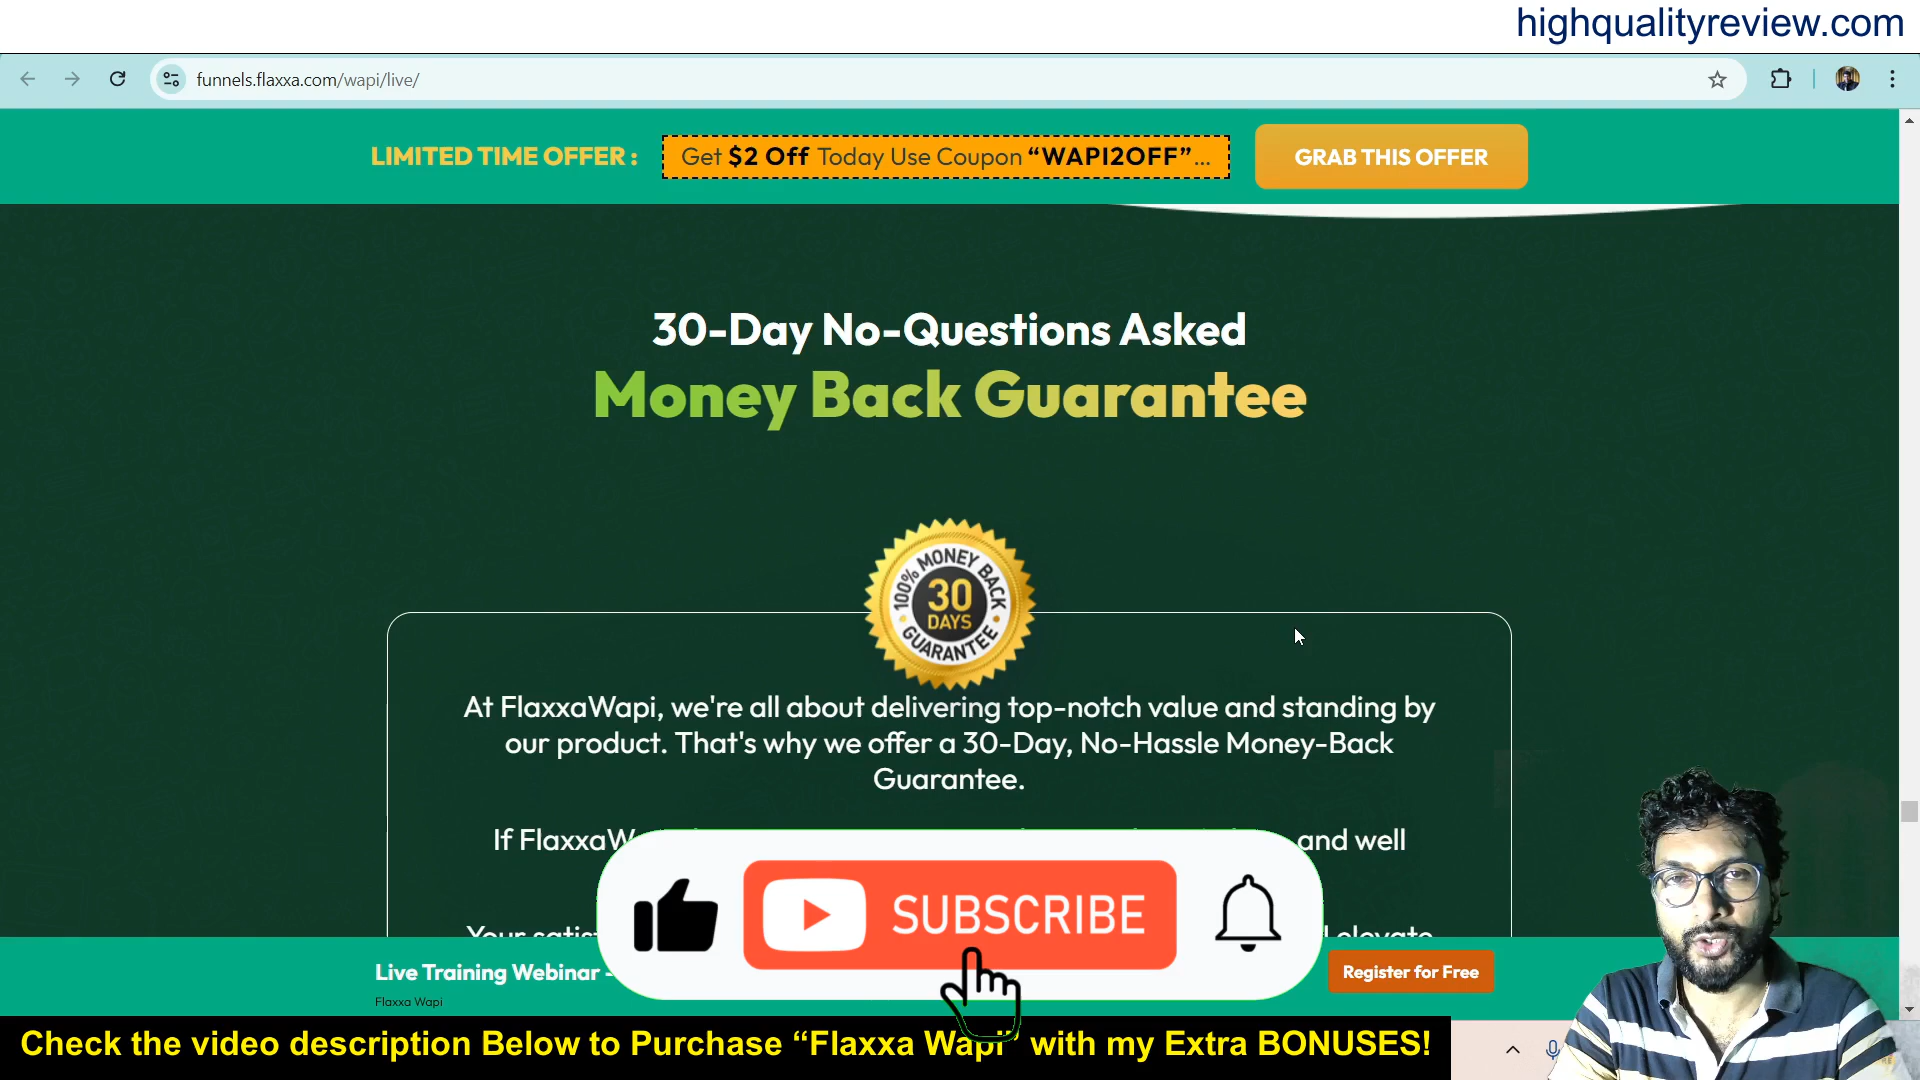 highqualityreview.com
funnels.flaxxa.com/wapi/live/
LIMITED TIME OFFER :
Get $2 Off Today Use Coupon “WAPI2OFF”...
GRAB THIS OFFER
30-Day No-Questions Asked
Money Back Guarantee
100% MONEY BACK
30
DAYS
GUARANTEE
At FlaxxaWapi, we're all about delivering top-notch value and standing by
our product. That's why we offer a 30-Day, No-Hassle Money-Back
Guarantee.
If and well
Your elevate
SUBSCRIBE
Live Training Webinar -
Register for Free
Flaxxa Wapi
Check the video description Below to Purchase “Flaxxa Wapi” with my Extra BONUSES!